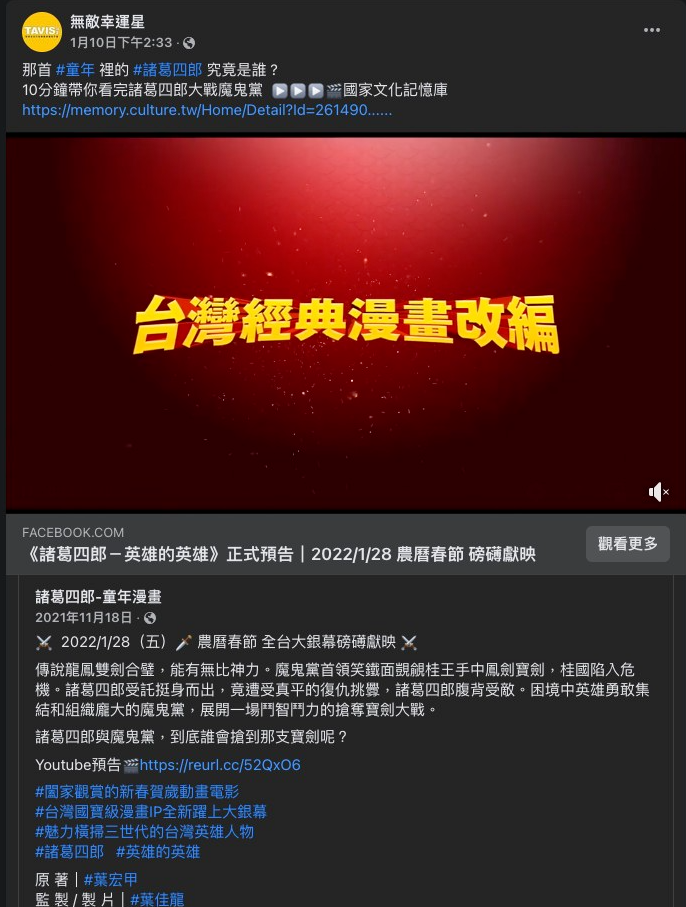 TAVIS.
無敵幸運星
1月10日下午2:33 ·
那首 #童年 裡的 #諸葛四郎 究竟是誰？
10分鐘帶你看完諸葛四郎大戰魔鬼黨 ▶️▶️▶️🎬國家文化記憶庫
https://memory.culture.tw/Home/Detail?Id=261490......
台灣經典漫畫改編
FACEBOOK.COM
《諸葛四郎－英雄的英雄》正式預告｜2022/1/28 農曆春節 磅礡獻映
觀看更多
諸葛四郎-童年漫畫
2021年11月18日 ·
⚔️ 2022/1/28（五）🗡️ 農曆春節 全台大銀幕磅礡獻映 ⚔️
傳說龍鳳雙劍合璧，能有無比神力。魔鬼黨首領笑鐵面覬覦桂王手中鳳劍寶劍，桂國陷入危
機。諸葛四郎受託挺身而出，竟遭受真平的復仇挑釁，諸葛四郎腹背受敵。困境中英雄勇敢集
結和組織龐大的魔鬼黨，展開一場鬥智鬥力的搶奪寶劍大戰。
諸葛四郎與魔鬼黨，到底誰會搶到那支寶劍呢？
Youtube預告🎬https://reurl.cc/52QxO6
#闔家觀賞的新春賀歲動畫電影
#台灣國寶級漫畫IP全新躍上大銀幕
#魅力橫掃三世代的台灣英雄人物
#諸葛四郎 #英雄的英雄
原 著｜#葉宏甲
監 製 / 製 片｜#葉佳龍